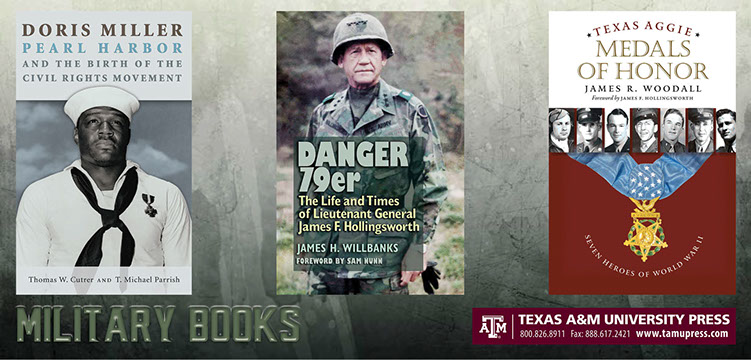 DORIS MILLER
PEARL HARBOR
AND THE BIRTH OF THE
CIVIL RIGHTS MOVEMENT
Thomas W. Cutrer AND T. Michael Parrish
DANGER
79er
The Life and Times
of Lieutenant General
James F. Hollingsworth
JAMES H. WILLBANKS
FOREWORD BY SAM NUNN
TEXAS AGGIE
MEDALS
OF HONOR
JAMES R. WOODALL
Foreword by JAMES F. HOLLINGSWORTH
SEVEN HEROES OF WORLD WAR II
MILITARY BOOKS
ATM
TEXAS A&M UNIVERSITY PRESS
800.826.8911 Fax: 888.617.2421 www.tamupress.com